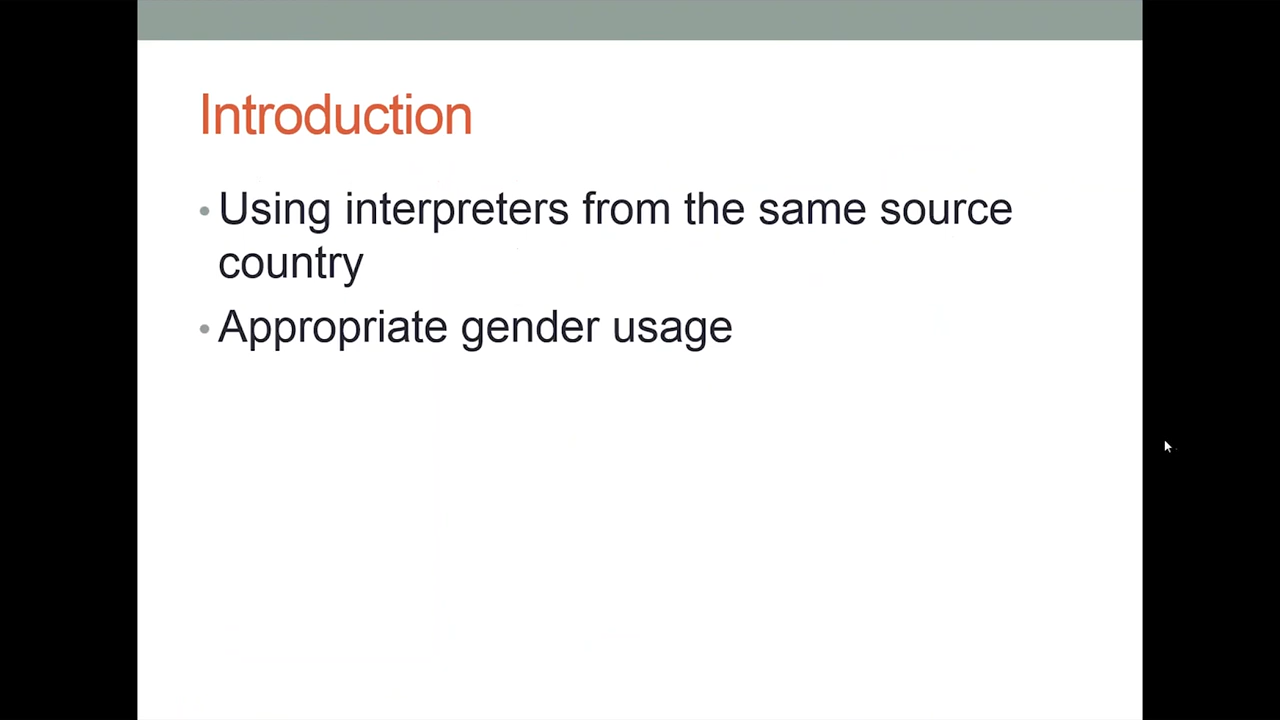 Introduction
• Using interpreters from the same source
country
• Appropriate gender usage